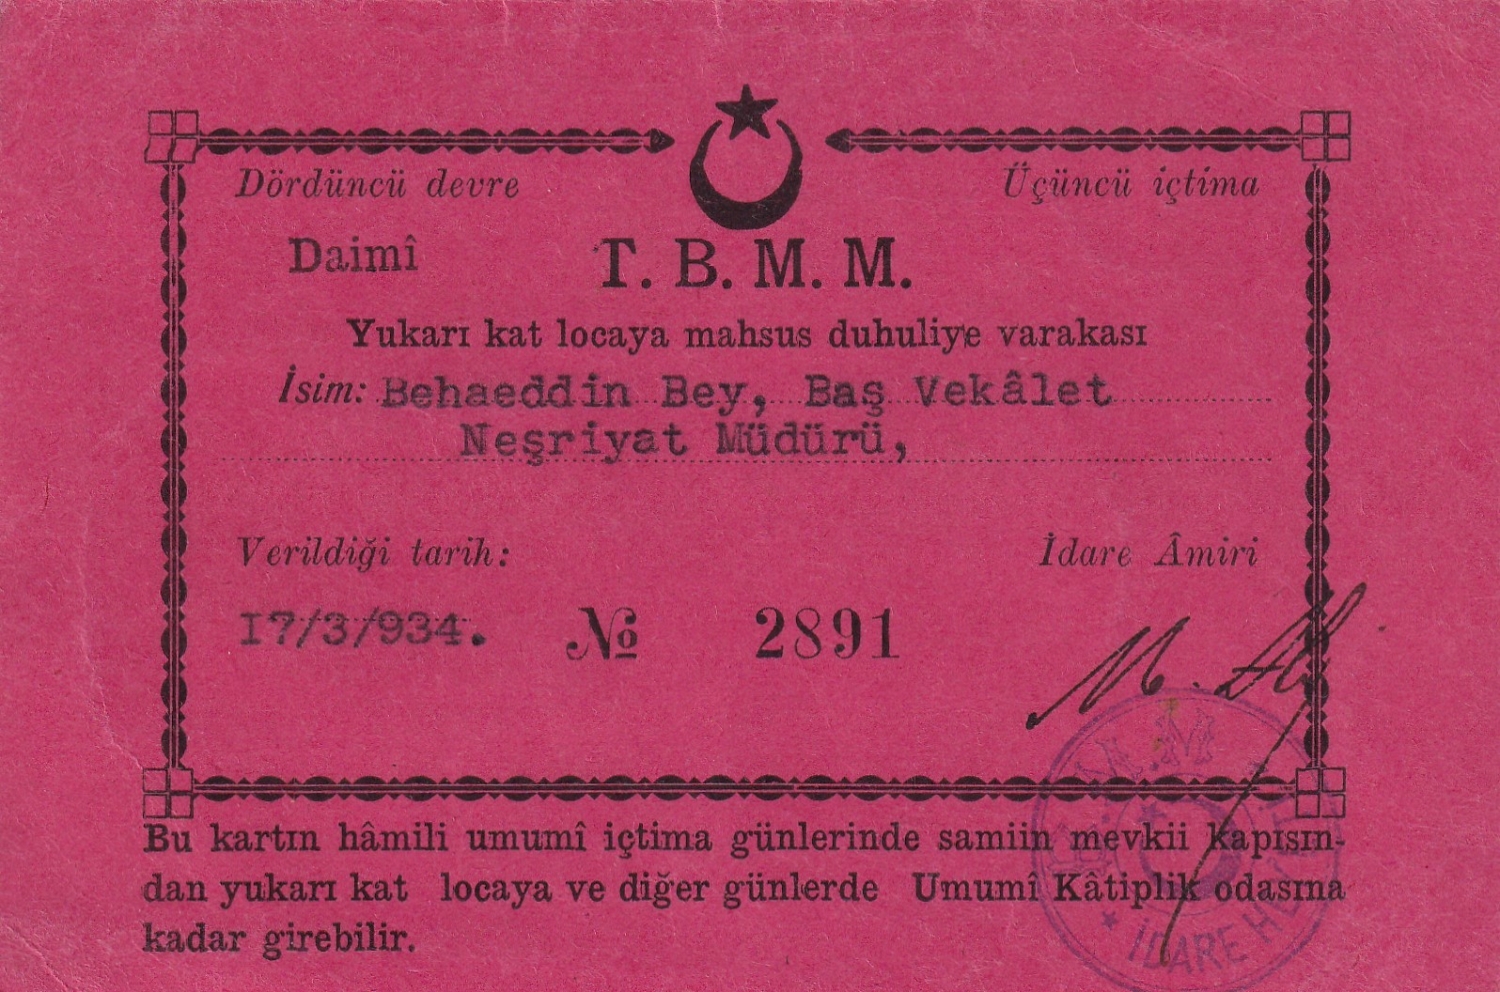 Dördüncü devre
Üçüncü içtima
Daimî
T. B. M. M.
Yukarı kat locaya mahsus duhuliye varakası
İsim: Behaeddin Bey, Baş Vekâlet
Neşriyat Müdürü,
Verildiği tarih:
İdare Âmiri
I7/3/934.
№ 2891
Bu kartın hâmili umumî içtima günlerinde samiin mevkii kapısın-
dan yukarı kat locaya ve diğer günlerde Umumî Kâtiplik odasına
kadar girebilir.
B.M.M
İDARE